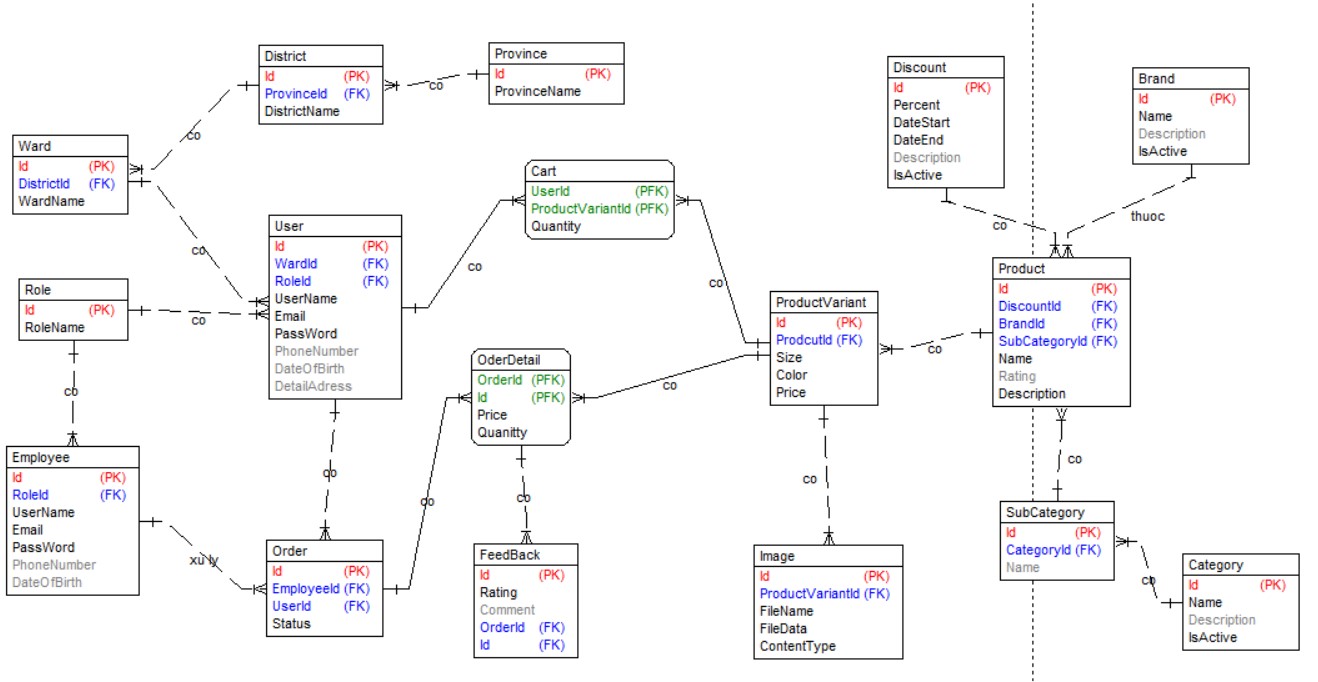 District
Id (PK)
ProvinceId (FK)
DistrictName
Province
Id (PK)
ProvinceName
co
Discount
Id (PK)
Percent
DateStart
DateEnd
Description
IsActive
Brand
Id (PK)
Name
Description
IsActive
Ward
Id (PK)
DistrictId (FK)
WardName
co
Cart
UserId (PFK)
ProductVariantId (PFK)
Quantity
co
thuoc
User
Id (PK)
WardId (FK)
RoleId (FK)
UserName
Email
PassWord
PhoneNumber
DateOfBirth
DetailAdress
co
co
co
Product
Id (PK)
DiscountId (FK)
BrandId (FK)
SubCategoryId (FK)
Name
Rating
Description
Role
Id (PK)
RoleName
co
ProductVariant
Id (PK)
ProdcutId (FK)
Size
Color
Price
co
OderDetail
OrderId (PFK)
Id (PFK)
Price
Quanitty
co
co
Employee
Id (PK)
RoleId (FK)
UserName
Email
PassWord
PhoneNumber
DateOfBirth
co
co
co
co
co
SubCategory
Id (PK)
CategoryId (FK)
Name
xu ly
Order
Id (PK)
EmployeeId (FK)
UserId (FK)
Status
FeedBack
Id (PK)
Rating
Comment
OrderId (FK)
Id (FK)
Image
Id (PK)
ProductVariantId (FK)
FileName
FileData
ContentType
co
Category
Id (PK)
Name
Description
IsActive